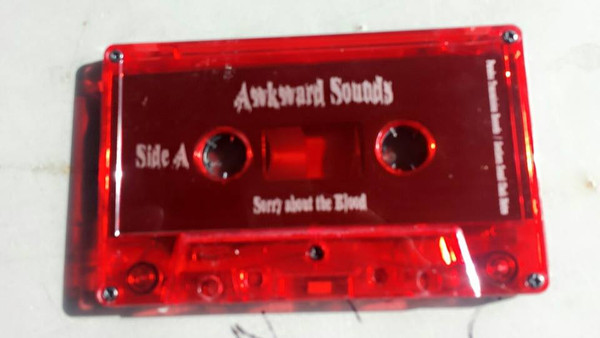 Awkward Sounds
Side A
Sorry about the Blood